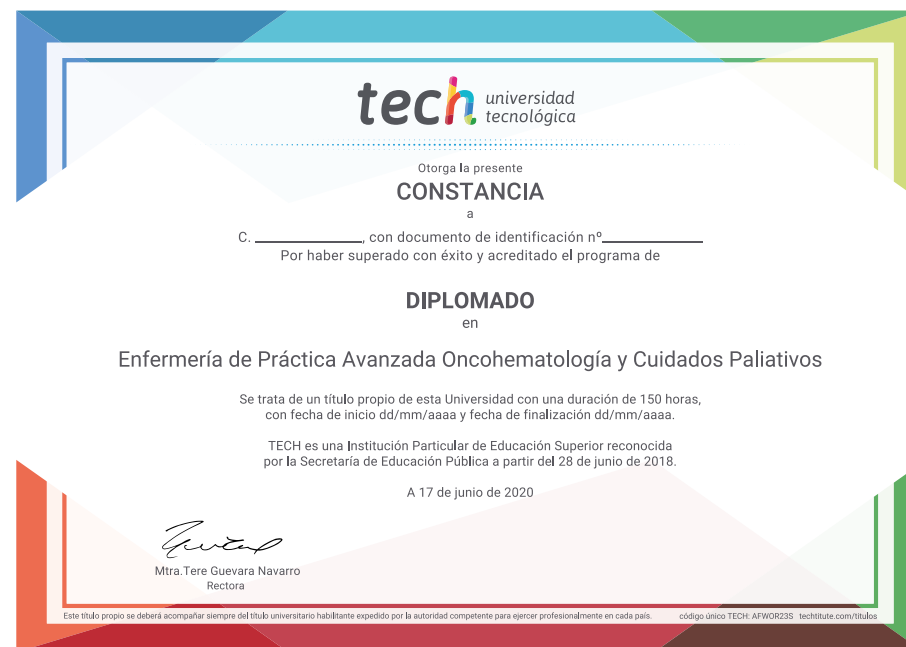 tech universidad
tecnológica
Otorga la presente
CONSTANCIA
a
C. ____________, con documento de identificación nº____________
Por haber superado con éxito y acreditado el programa de
DIPLOMADO
en
Enfermería de Práctica Avanzada Oncohematología y Cuidados Paliativos
Se trata de un título propio de esta Universidad con una duración de 150 horas,
con fecha de inicio dd/mm/aaaa y fecha de finalización dd/mm/aaaa.
TECH es una Institución Particular de Educación Superior reconocida
por la Secretaría de Educación Pública a partir del 28 de junio de 2018.
A 17 de junio de 2020
Mtra.Tere Guevara Navarro
Rectora
Este título propio se deberá acompañar siempre del título universitario habilitante expedido por la autoridad competente para ejercer profesionalmente en cada país. código único TECH: AFWOR23S techtitute.com/titulos